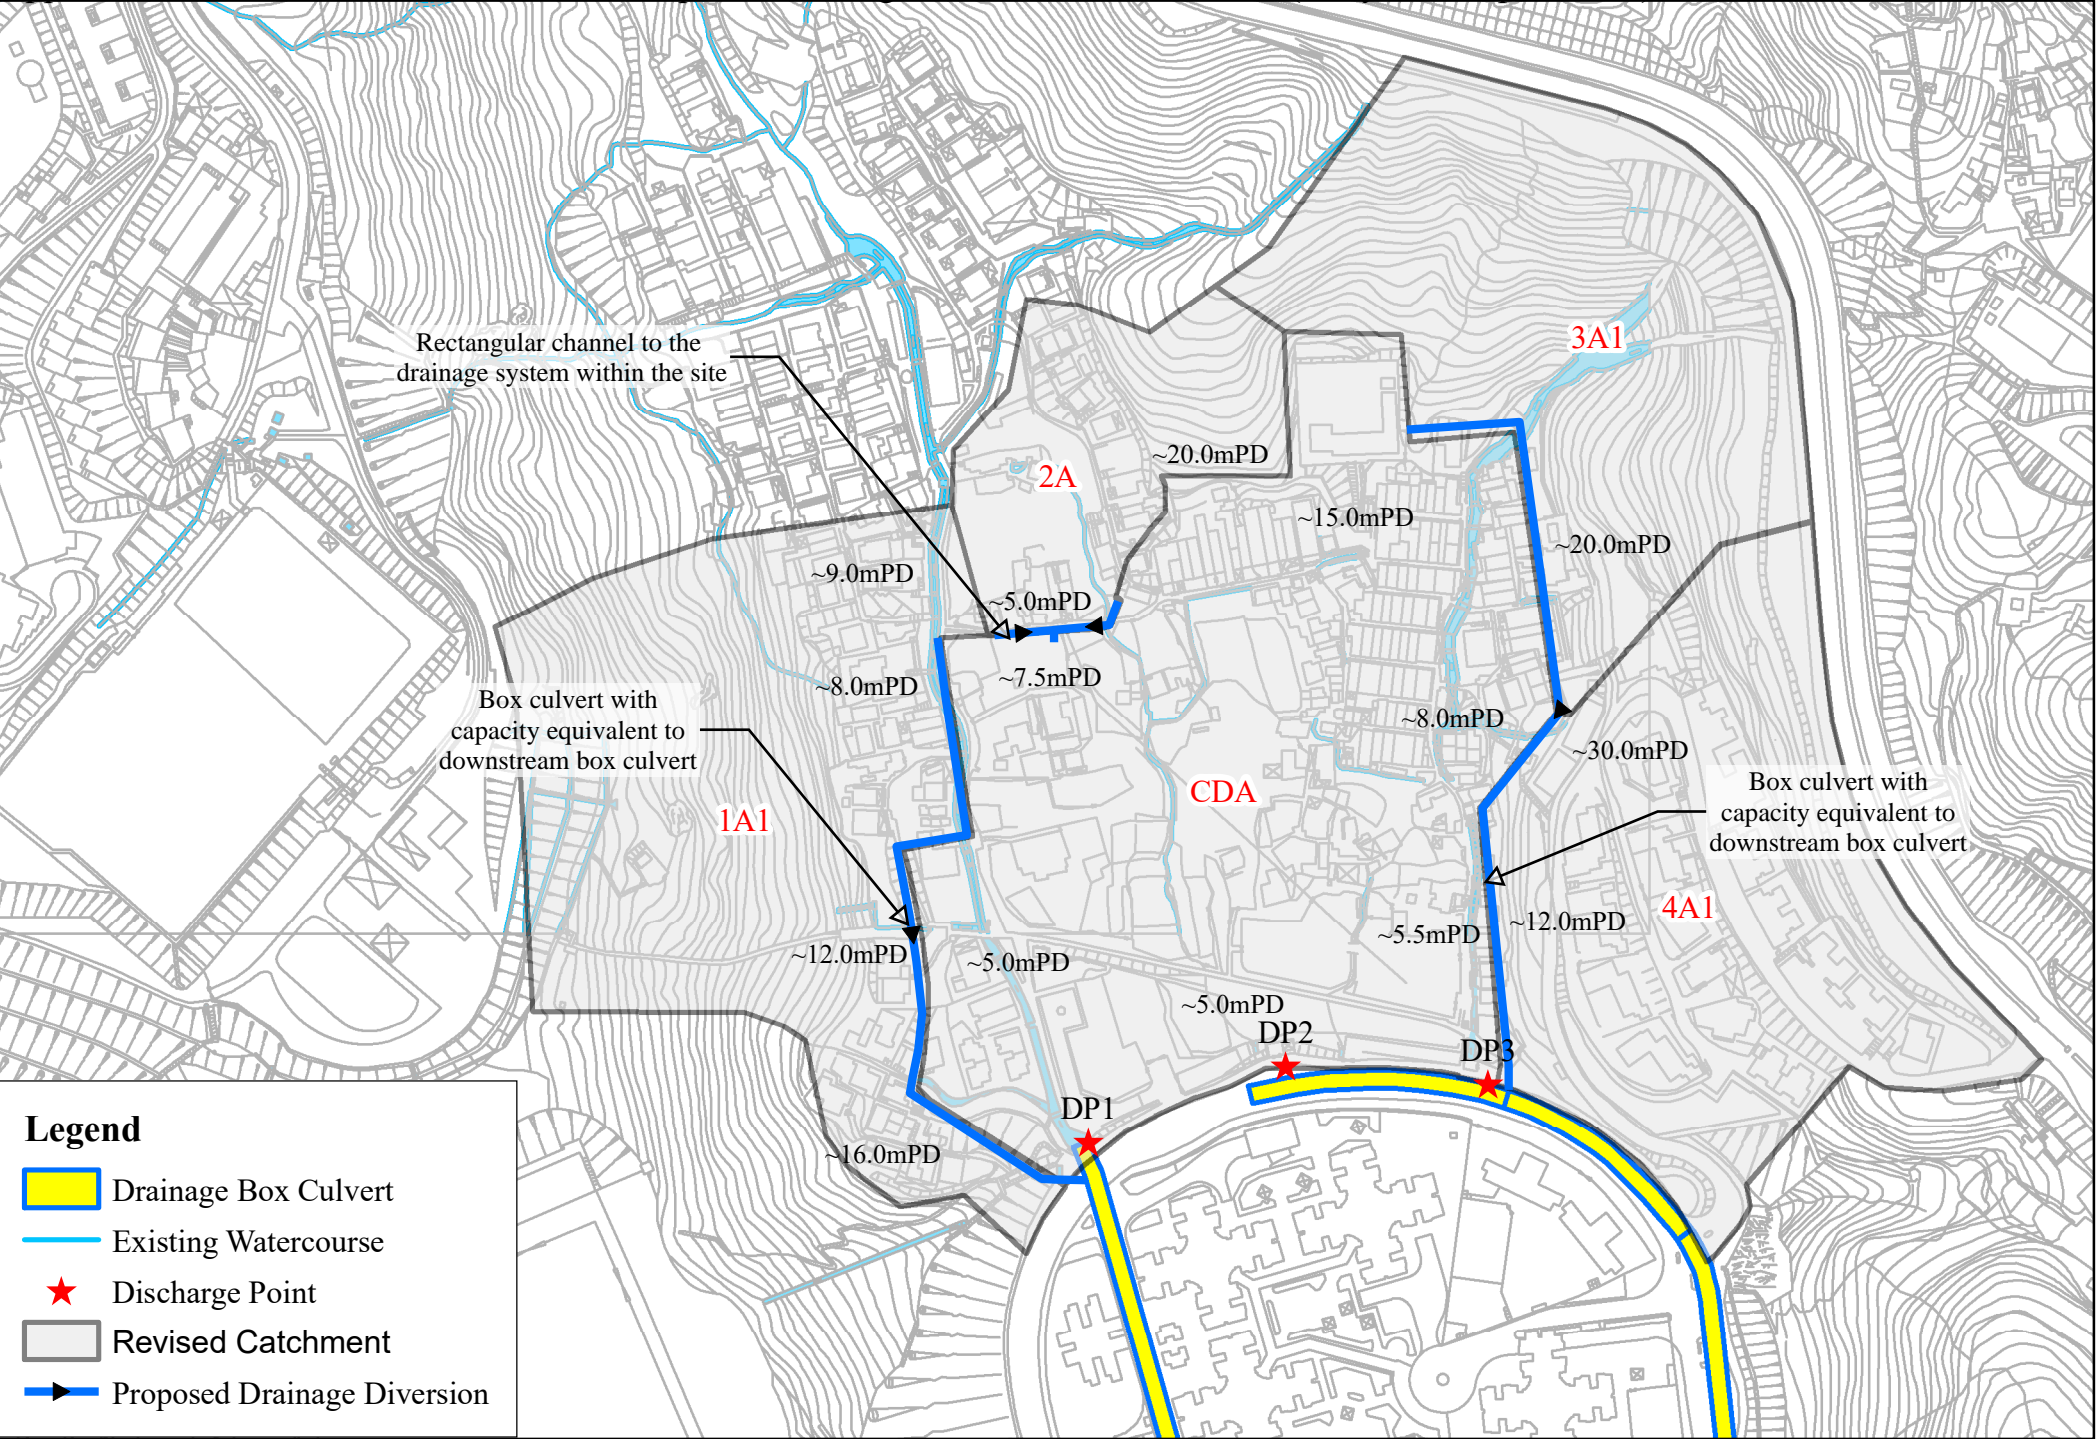 Rectangular channel to the
drainage system within the site
3A1
2A
~20.0mPD
~15.0mPD
~20.0mPD
~9.0mPD
~5.0mPD
~7.5mPD
~8.0mPD
Box culvert with
capacity equivalent to
downstream box culvert
~8.0mPD
~30.0mPD
CDA
1A1
Box culvert with
capacity equivalent to
downstream box culvert
4A1
~12.0mPD
~5.5mPD
~12.0mPD
~5.0mPD
~5.0mPD
DP2
DP3
DP1
~16.0mPD
Legend
Drainage Box Culvert
Existing Watercourse
Discharge Point
Revised Catchment
Proposed Drainage Diversion